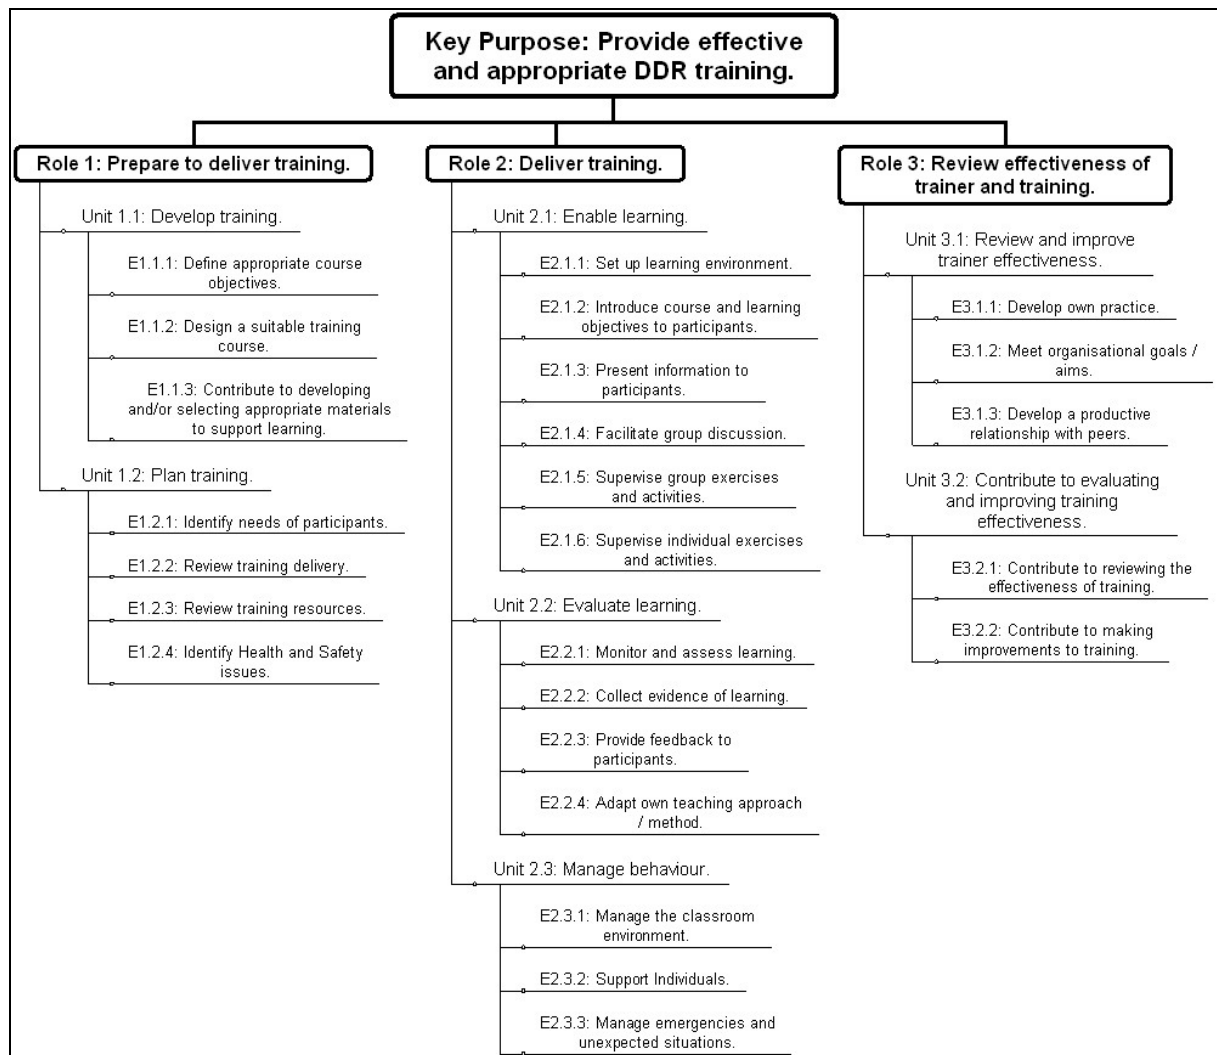 Key Purpose: Provide effective
and appropriate DDR training.
Role 1: Prepare to deliver training.
Unit 1.1: Develop training.
E1.1.1: Define appropriate course
objectives.
E1.1.2: Design a suitable training
course.
E1.1.3: Contribute to developing
and/or selecting appropriate materials
to support learning.
Unit 1.2: Plan training.
E1.2.1: Identify needs of participants.
E1.2.2: Review training delivery.
E1.2.3: Review training resources.
E1.2.4: Identify Health and Safety
issues.
Role 2: Deliver training.
Unit 2.1: Enable learning.
E2.1.1: Set up learning environment.
E2.1.2: Introduce course and learning
objectives to participants.
E2.1.3: Present information to
participants.
E2.1.4: Facilitate group discussion.
E2.1.5: Supervise group exercises
and activities.
E2.1.6: Supervise individual exercises
and activities.
Unit 2.2: Evaluate learning.
E2.2.1: Monitor and assess learning.
E2.2.2: Collect evidence of learning.
E2.2.3: Provide feedback to
participants.
E2.2.4: Adapt own teaching approach
/ method.
Unit 2.3: Manage behaviour.
E2.3.1: Manage the classroom
environment.
E2.3.2: Support Individuals.
E2.3.3: Manage emergencies and
unexpected situations.
Role 3: Review effectiveness of
trainer and training.
Unit 3.1: Review and improve
trainer effectiveness.
E3.1.1: Develop own practice.
E3.1.2: Meet organisational goals /
aims.
E3.1.3: Develop a productive
relationship with peers.
Unit 3.2: Contribute to evaluating
and improving training
effectiveness.
E3.2.1: Contribute to reviewing the
effectiveness of training.
E3.2.2: Contribute to making
improvements to training.